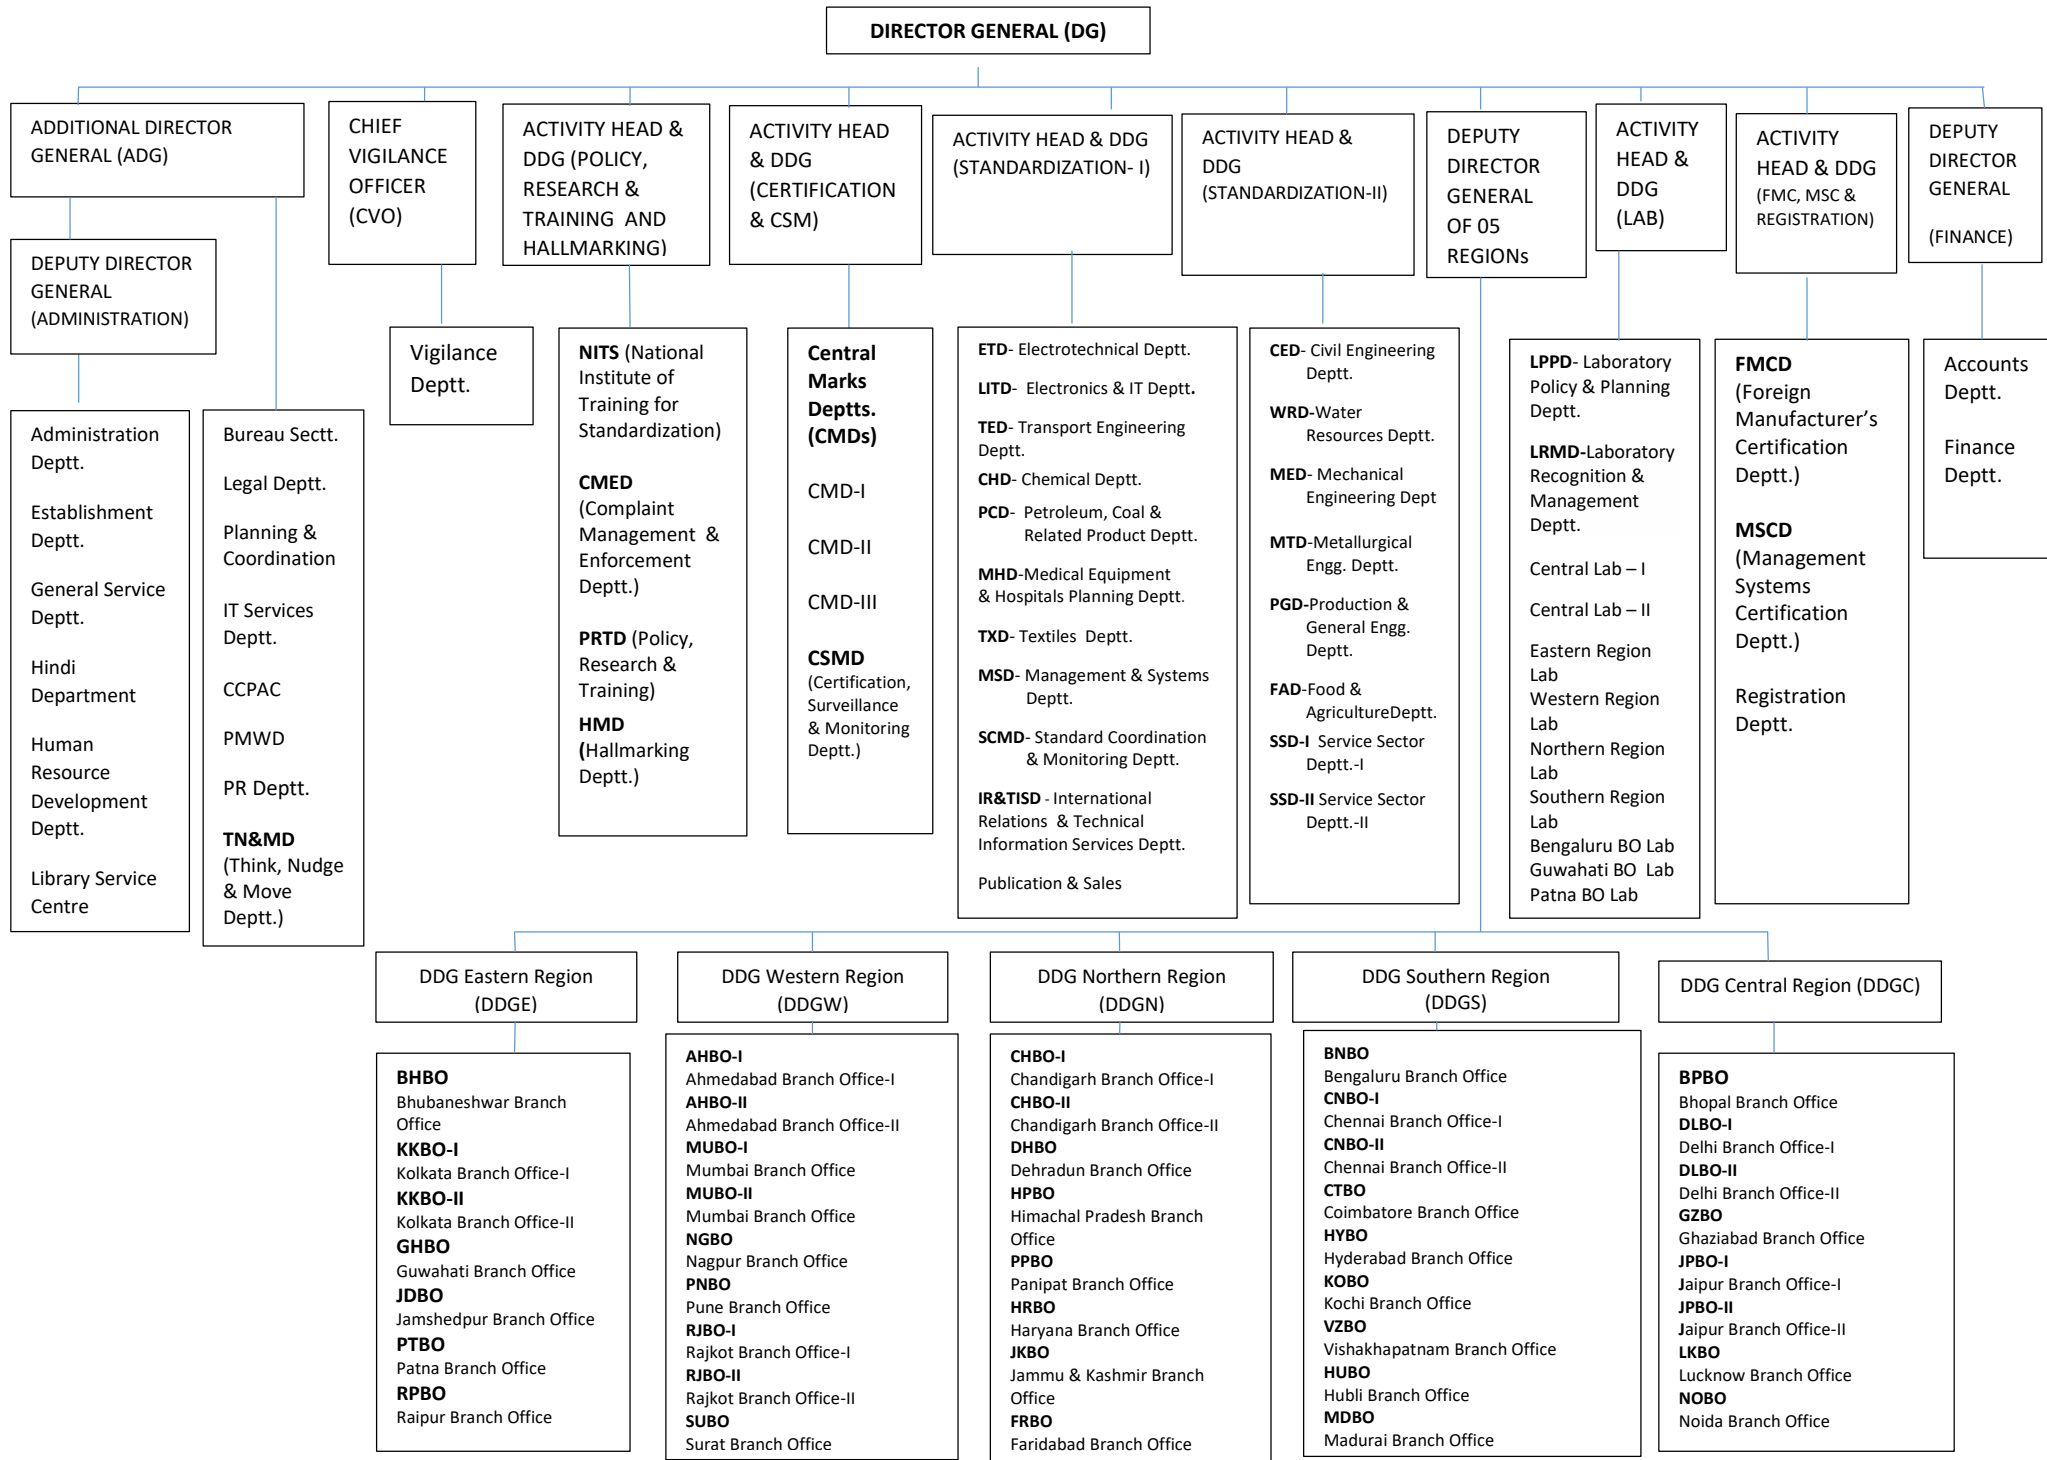 DIRECTOR GENERAL (DG)
ADDITIONAL DIRECTOR
GENERAL (ADG)
CHIEF
VIGILANCE
OFFICER
(CVO)
ACTIVITY HEAD &
DDG (POLICY,
RESEARCH &
TRAINING AND
HALLMARKING)
ACTIVITY HEAD
& DDG
(CERTIFICATION
& CSM)
ACTIVITY HEAD & DDG
(STANDARDIZATION- I)
ACTIVITY HEAD &
DDG
(STANDARDIZATION-II)
DEPUTY
DIRECTOR
GENERAL
OF 05
REGIONs
ACTIVITY
HEAD &
DDG
(LAB)
ACTIVITY
HEAD & DDG
(FMC, MSC &
REGISTRATION)
DEPUTY
DIRECTOR
GENERAL
(FINANCE)
DEPUTY DIRECTOR
GENERAL
(ADMINISTRATION)
Administration
Deptt.
Establishment
Deptt.
General Service
Deptt.
Hindi
Department
Human
Resource
Development
Deptt.
Library Service
Centre
Bureau Sectt.
Legal Deptt.
Planning &
Coordination
IT Services
Deptt.
CCPAC
PMWD
PR Deptt.
TN&MD
(Think, Nudge
& Move
Deptt.)
Vigilance
Deptt.
NITS (National
Institute of
Training for
Standardization)
CMED
(Complaint
Management &
Enforcement
Deptt.)
PRTD (Policy,
Research &
Training)
HMD
(Hallmarking
Deptt.)
Central
Marks
Deptts.
(CMDs)
CMD-I
CMD-II
CMD-III
CSMD
(Certification,
Surveillance
& Monitoring
Deptt.)
ETD- Electrotechnical Deptt.
LITD- Electronics & IT Deptt.
TED- Transport Engineering
Deptt.
CHD- Chemical Deptt.
PCD- Petroleum, Coal &
Related Product Deptt.
MHD-Medical Equipment
& Hospitals Planning Deptt.
TXD- Textiles Deptt.
MSD- Management & Systems
Deptt.
SCMD- Standard Coordination
& Monitoring Deptt.
IR&TISD - International
Relations & Technical
Information Services Deptt.
Publication & Sales
CED- Civil Engineering
Deptt.
WRD-Water
Resources Deptt.
MED- Mechanical
Engineering Dept
MTD-Metallurgical
Engg. Deptt.
PGD-Production &
General Engg.
Deptt.
FAD-Food &
AgricultureDeptt.
SSD-I Service Sector
Deptt.-I
SSD-II Service Sector
Deptt.-II
LPPD- Laboratory
Policy & Planning
Deptt.
LRMD-Laboratory
Recognition &
Management
Deptt.
Central Lab – I
Central Lab – II
Eastern Region
Lab
Western Region
Lab
Northern Region
Lab
Southern Region
Lab
Bengaluru BO Lab
Guwahati BO Lab
Patna BO Lab
FMCD
(Foreign
Manufacturer’s
Certification
Deptt.)
MSCD
(Management
Systems
Certification
Deptt.)
Registration
Deptt.
Accounts
Deptt.
Finance
Deptt.
DDG Eastern Region
(DDGE)
DDG Western Region
(DDGW)
DDG Northern Region
(DDGN)
DDG Southern Region
(DDGS)
DDG Central Region (DDGC)
BHBO
Bhubaneshwar Branch
Office
KKBO-I
Kolkata Branch Office-I
KKBO-II
Kolkata Branch Office-II
GHBO
Guwahati Branch Office
JDBO
Jamshedpur Branch Office
PTBO
Patna Branch Office
RPBO
Raipur Branch Office
AHBO-I
Ahmedabad Branch Office-I
AHBO-II
Ahmedabad Branch Office-II
MUBO-I
Mumbai Branch Office
MUBO-II
Mumbai Branch Office
NGBO
Nagpur Branch Office
PNBO
Pune Branch Office
RJBO-I
Rajkot Branch Office-I
RJBO-II
Rajkot Branch Office-II
SUBO
Surat Branch Office
CHBO-I
Chandigarh Branch Office-I
CHBO-II
Chandigarh Branch Office-II
DHBO
Dehradun Branch Office
HPBO
Himachal Pradesh Branch
Office
PPBO
Panipat Branch Office
HRBO
Haryana Branch Office
JKBO
Jammu & Kashmir Branch
Office
FRBO
Faridabad Branch Office
BNBO
Bengaluru Branch Office
CNBO-I
Chennai Branch Office-I
CNBO-II
Chennai Branch Office-II
CTBO
Coimbatore Branch Office
HYBO
Hyderabad Branch Office
KOBO
Kochi Branch Office
VZBO
Vishakhapatnam Branch Office
HUBO
Hubli Branch Office
MDBO
Madurai Branch Office
BPBO
Bhopal Branch Office
DLBO-I
Delhi Branch Office-I
DLBO-II
Delhi Branch Office-II
GZBO
Ghaziabad Branch Office
JPBO-I
Jaipur Branch Office-I
JPBO-II
Jaipur Branch Office-II
LKBO
Lucknow Branch Office
NOBO
Noida Branch Office